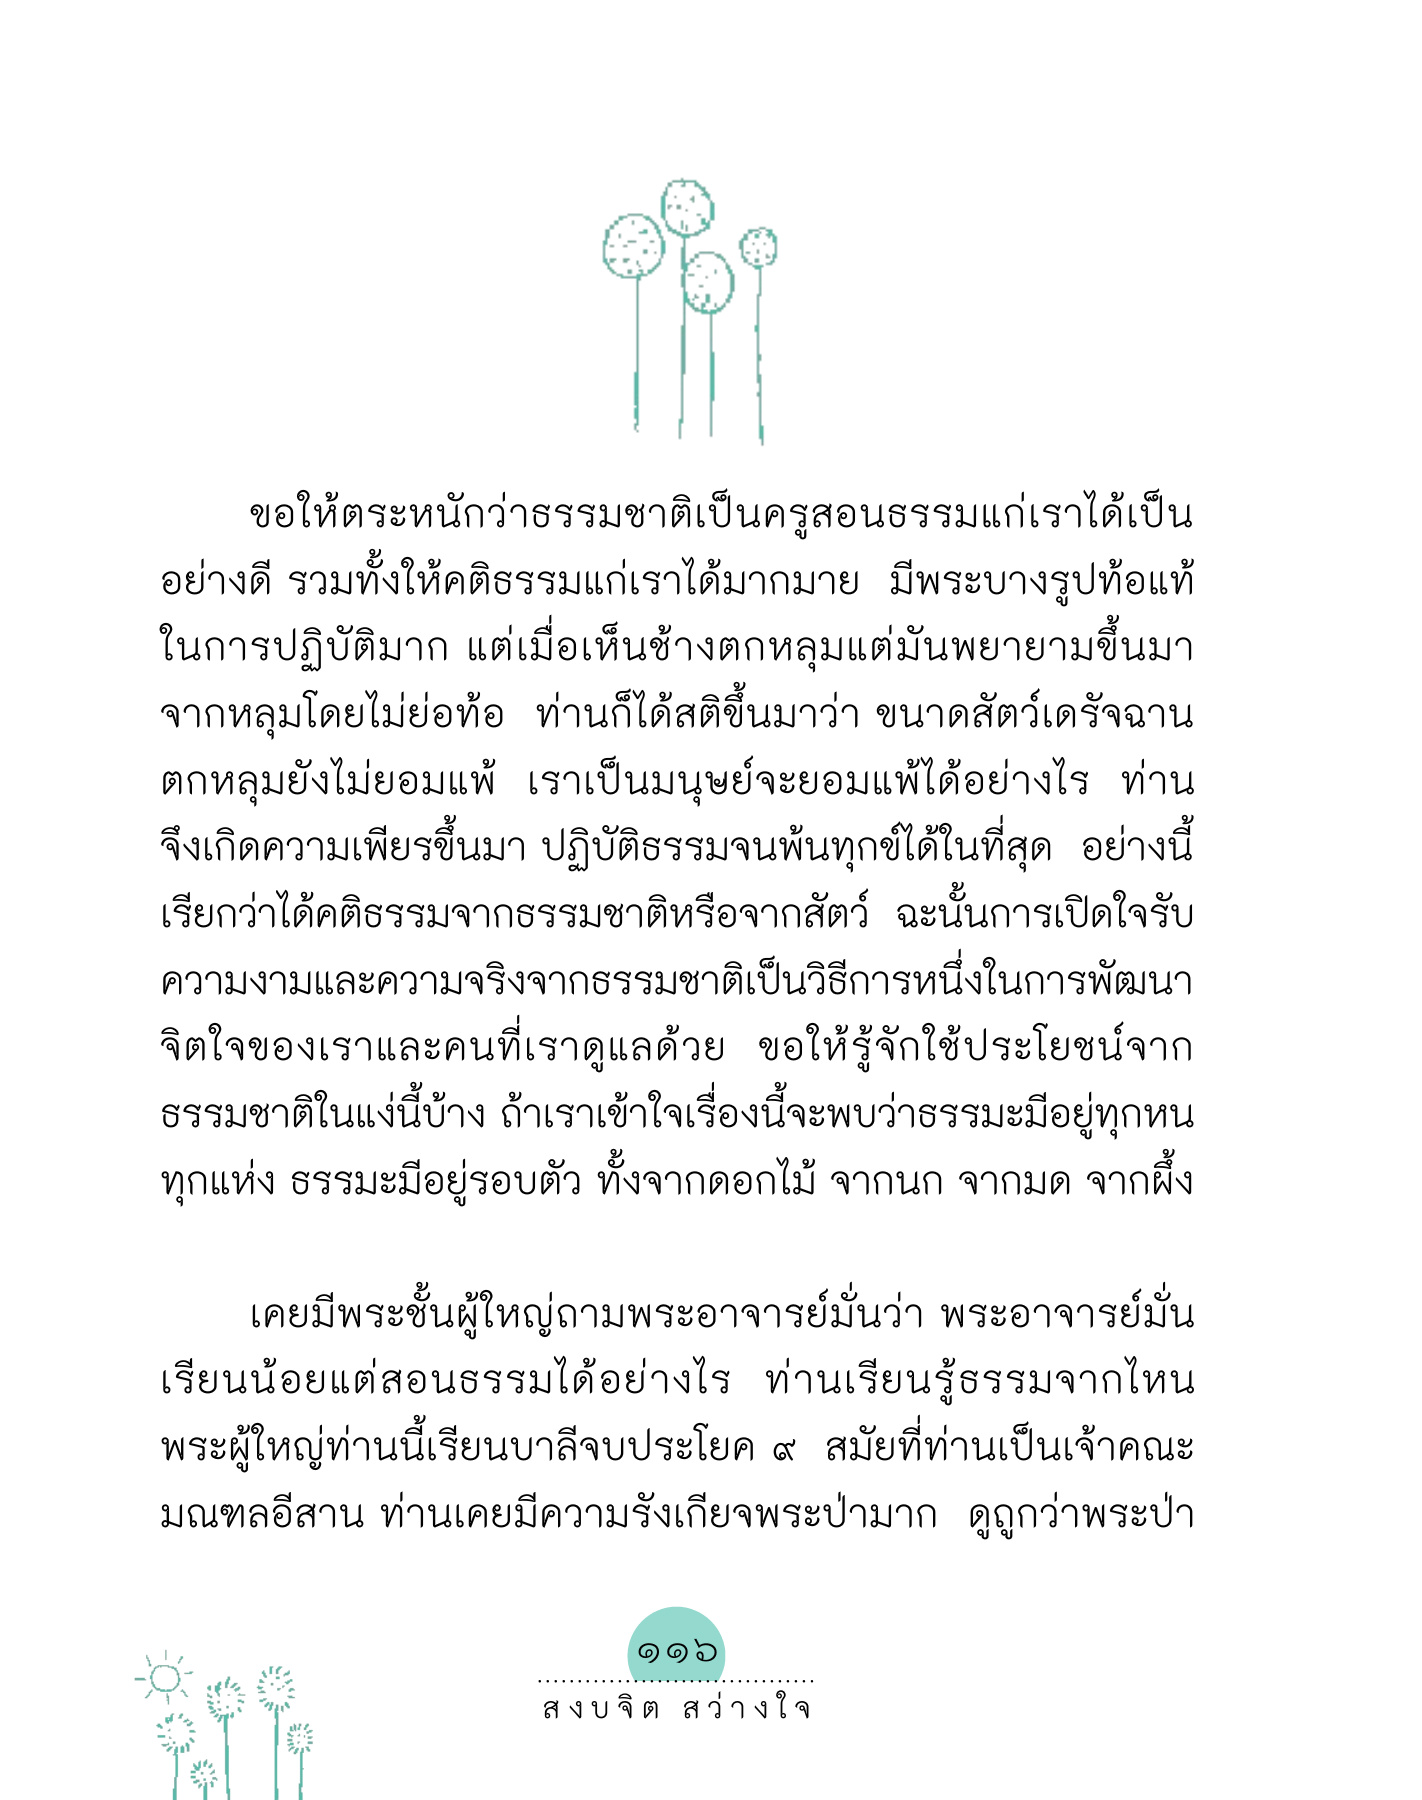 ขอให้ตระหนักว่าธรรมชาติเป็นครูสอนธรรมแก่เราได้เป็น
อย่างดี รวมทั้งให้คติธรรมแก่เราได้มากมาย มีพระบางรูปท้อแท้
ในการปฏิบัติมาก แต่เมื่อเห็นช้างตกหลุมแต่มันพยายามขึ้นมา
จากหลุมโดยไม่ย่อท้อ ท่านก็ได้สติขึ้นมาว่า ขนาดสัตว์เดรัจฉาน
ตกหลุมยังไม่ยอมแพ้ เราเป็นมนุษย์จะยอมแพ้ได้อย่างไร ท่าน
จึงเกิดความเพียรขึ้นมา ปฏิบัติธรรมจนพ้นทุกข์ได้ในที่สุด อย่างนี้
เรียกว่าได้คติธรรมจากธรรมชาติหรือจากสัตว์ ฉะนั้นการเปิดใจรับ
ความงามและความจริงจากธรรมชาติเป็นวิธีการหนึ่งในการพัฒนา
จิตใจของเราและคนที่เราดูแลด้วย ขอให้รู้จักใช้ประโยชน์จาก
ธรรมชาติในแง่นี้บ้าง ถ้าเราเข้าใจเรื่องนี้จะพบว่าธรรมะมีอยู่ทุกหน
ทุกแห่ง ธรรมะมีอยู่รอบตัว ทั้งจากดอกไม้ จากนก จากมด จากผึ้ง
เคยมีพระชั้นผู้ใหญ่ถามพระอาจารย์มั่นว่า พระอาจารย์มั่น
เรียนน้อยแต่สอนธรรมได้อย่างไร ท่านเรียนรู้ธรรมจากไหน
พระผู้ใหญ่ท่านนี้เรียนบาลีจบประโยค ๙ สมัยที่ท่านเป็นเจ้าคณะ
มณฑลอีสาน ท่านเคยมีความรังเกียจพระป่ามาก ดูถูกว่าพระป่า
๑๑๖
สงบจิต สว่างใจ